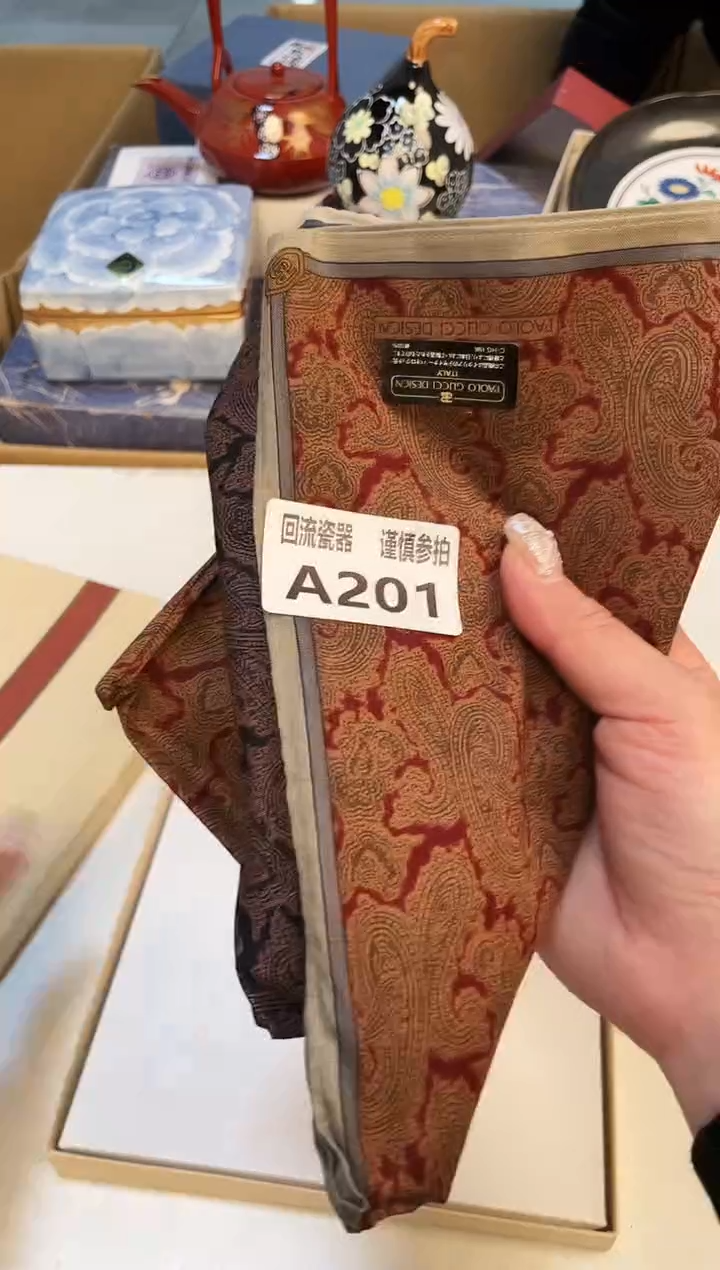 PAOLO GUCCI DESIGN
PAOLO GUCCI DESIGN
ITALY
回流瓷器 谨慎参拍
A201